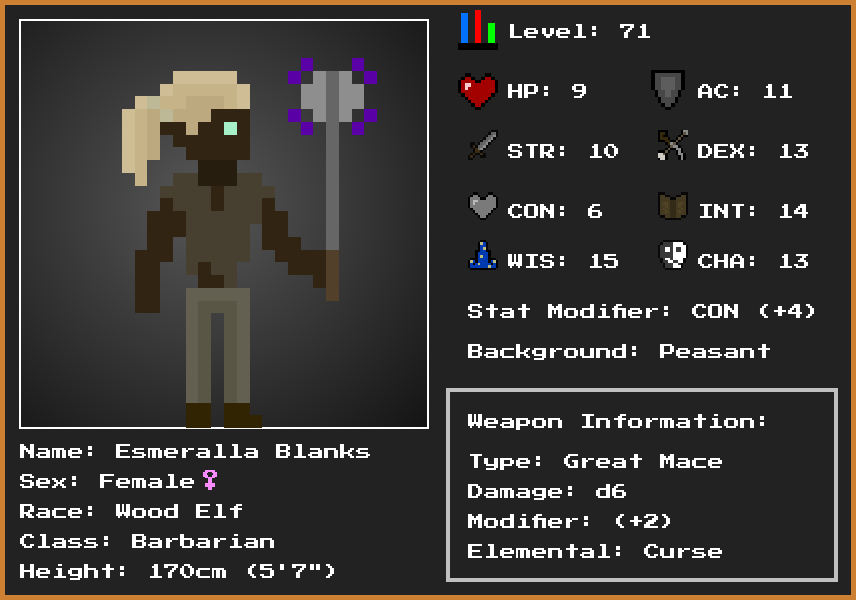 Level: 71
HP: 9
AC: 11
STR: 10
DEX: 13
CON: 6
INT: 14
WIS: 15
CHA: 13
Stat Modifier: CON (+4)
Background: Peasant
Weapon Information:
Type: Great Mace
Damage: d6
Modifier: (+2)
Elemental: Curse
Name: Esmeralla Blanks
Sex: Female♀
Race: Wood Elf
Class: Barbarian
Height: 170cm (5'7")